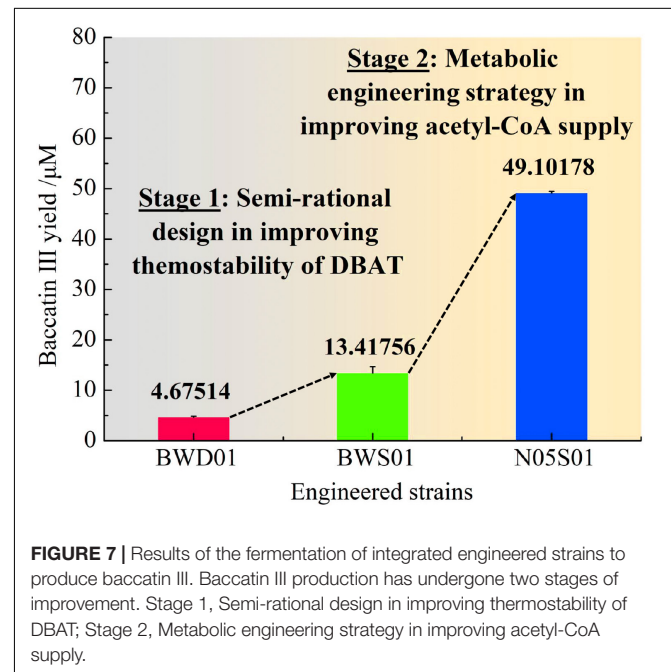 80
70
60
50
40
30
20
10
0
Baccatin III yield /μM
Stage 2: Metabolic
engineering strategy in
improving acetyl-CoA supply
49.10178
Stage 1: Semi-rational
design in improving
themostability of DBAT
13.41756
4.67514
BWD01 BWS01 N05S01
Engineered strains
FIGURE 7 | Results of the fermentation of integrated engineered strains to
produce baccatin III. Baccatin III production has undergone two stages of
improvement. Stage 1, Semi-rational design in improving thermostability of
DBAT; Stage 2, Metabolic engineering strategy in improving acetyl-CoA
supply.